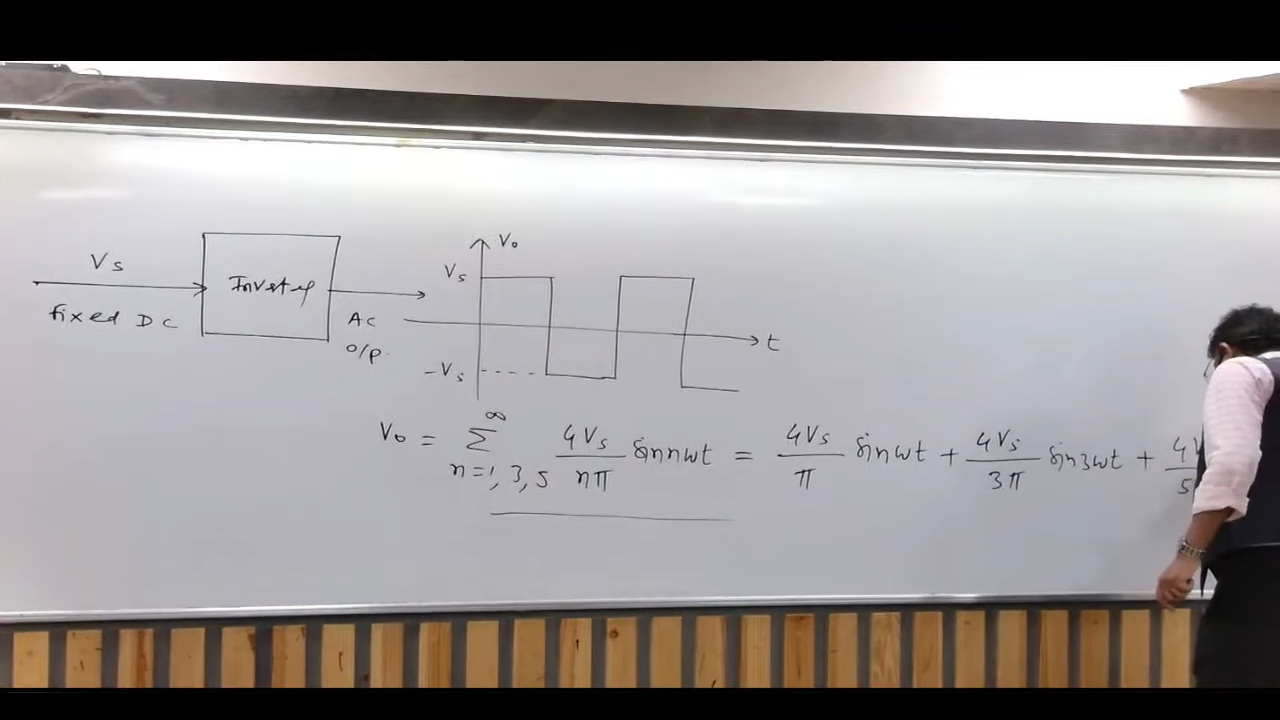 Vs
fixed DC
Inverter
AC
o/p.
Vo
Vs
-Vs
t
Vo = ∑ n=1,3,5 ∞ 4Vs/nπ sin nωt = 4Vs/π sin ωt + 4Vs/3π sin 3ωt +